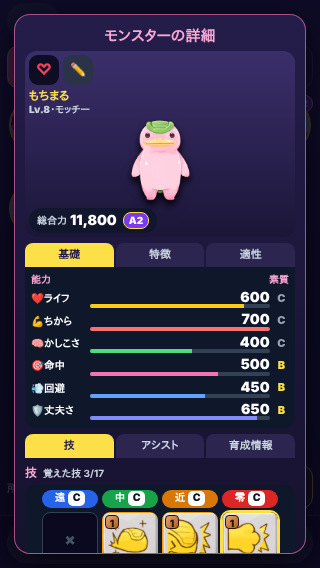 モンスターの詳細
もちまる
Lv.8・モッチー
総合力 11,800 A2
基礎 特徴 適性
能力 素質
ライフ 600 C
ちから 700 C
かしこさ 400 C
命中 500 B
回避 450 B
丈夫さ 650 B
技 アシスト 育成情報
技 覚えた技 3/17
遠 C 中 C 近 C 零 C
× 1 1 1